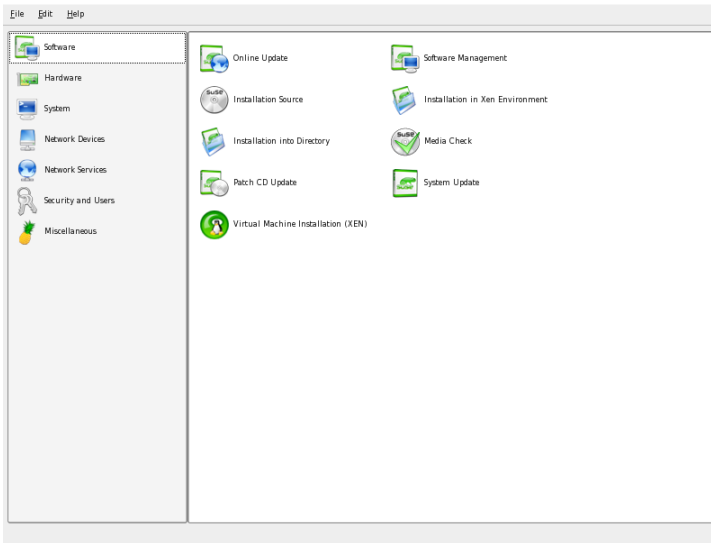 File Edit Help
Software
Hardware
System
Network Devices
Network Services
Security and Users
Miscellaneous
Online Update Software Management
SUSE Installation Source Installation in Xen Environment
Installation into Directory SUSE Media Check
Patch CD Update System Update
Virtual Machine Installation (XEN)